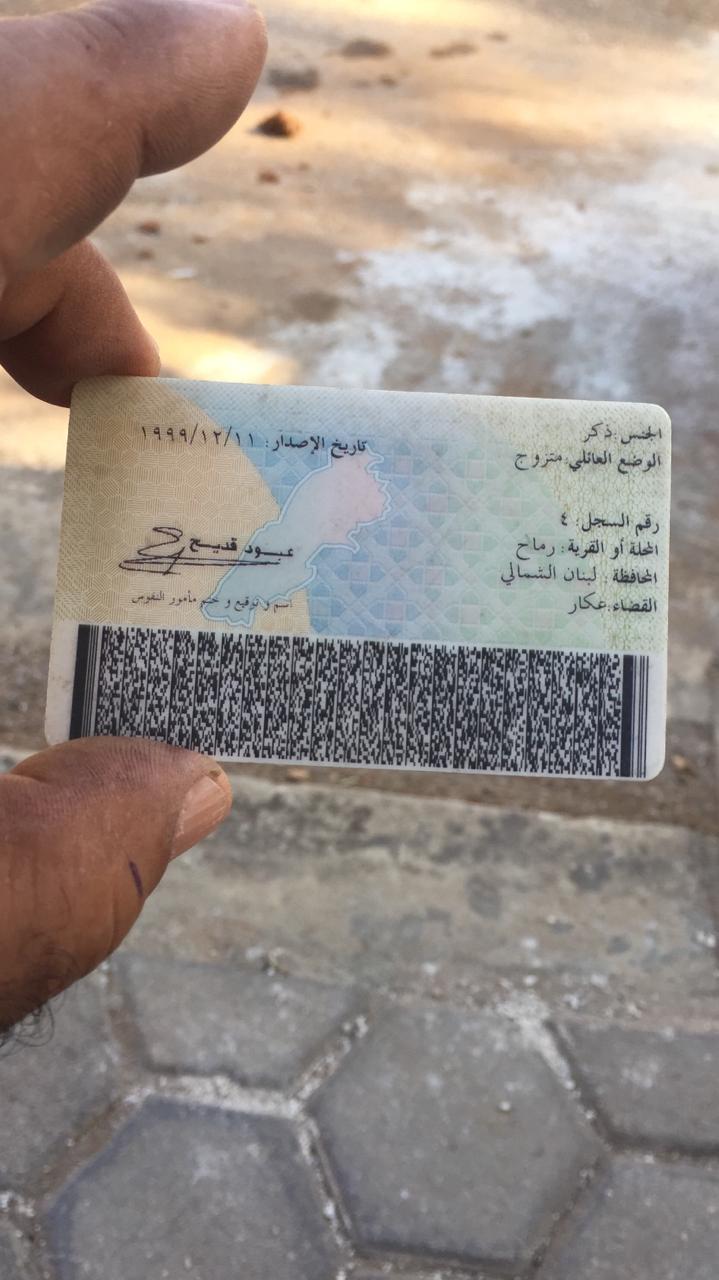 الجنس: ذكر
الوضع العائلي: متزوج
تاريخ الإصدار: ١٩٩٩/١٢/١١
رقم السجل: ٤
المحلة أو القرية: رماح
المحافظة: لبنان الشمالي
القضاء: عكار
عبود قديح
اسم و توقيع و ختم مأمور النفوس